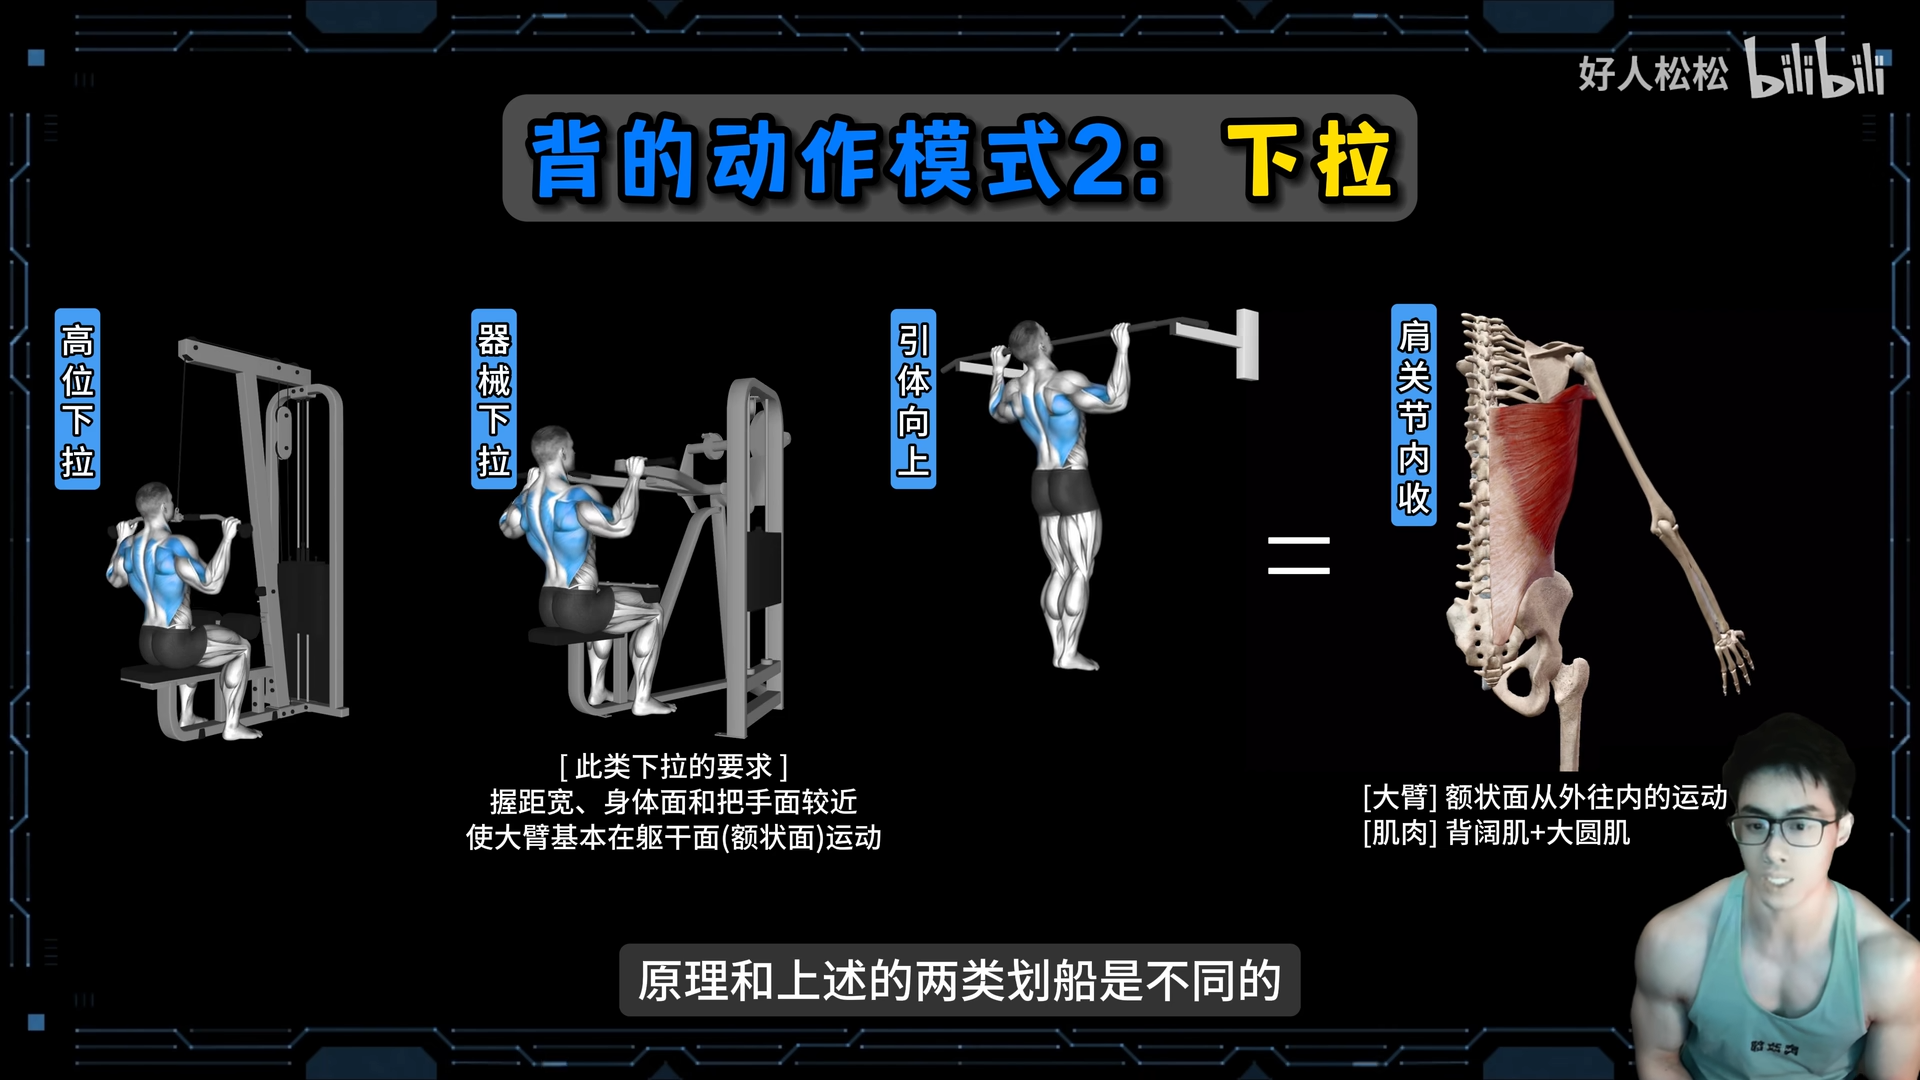 好人松松 bilibili
背的动作模式2：下拉
高位下拉
器械下拉
引体向上
肩关节内收
=
[ 此类下拉的要求 ]
握距宽、身体面和把手面较近
使大臂基本在躯干面(额状面)运动
[大臂] 额状面从外往内的运动
[肌肉] 背阔肌+大圆肌
原理和上述的两类划船是不同的